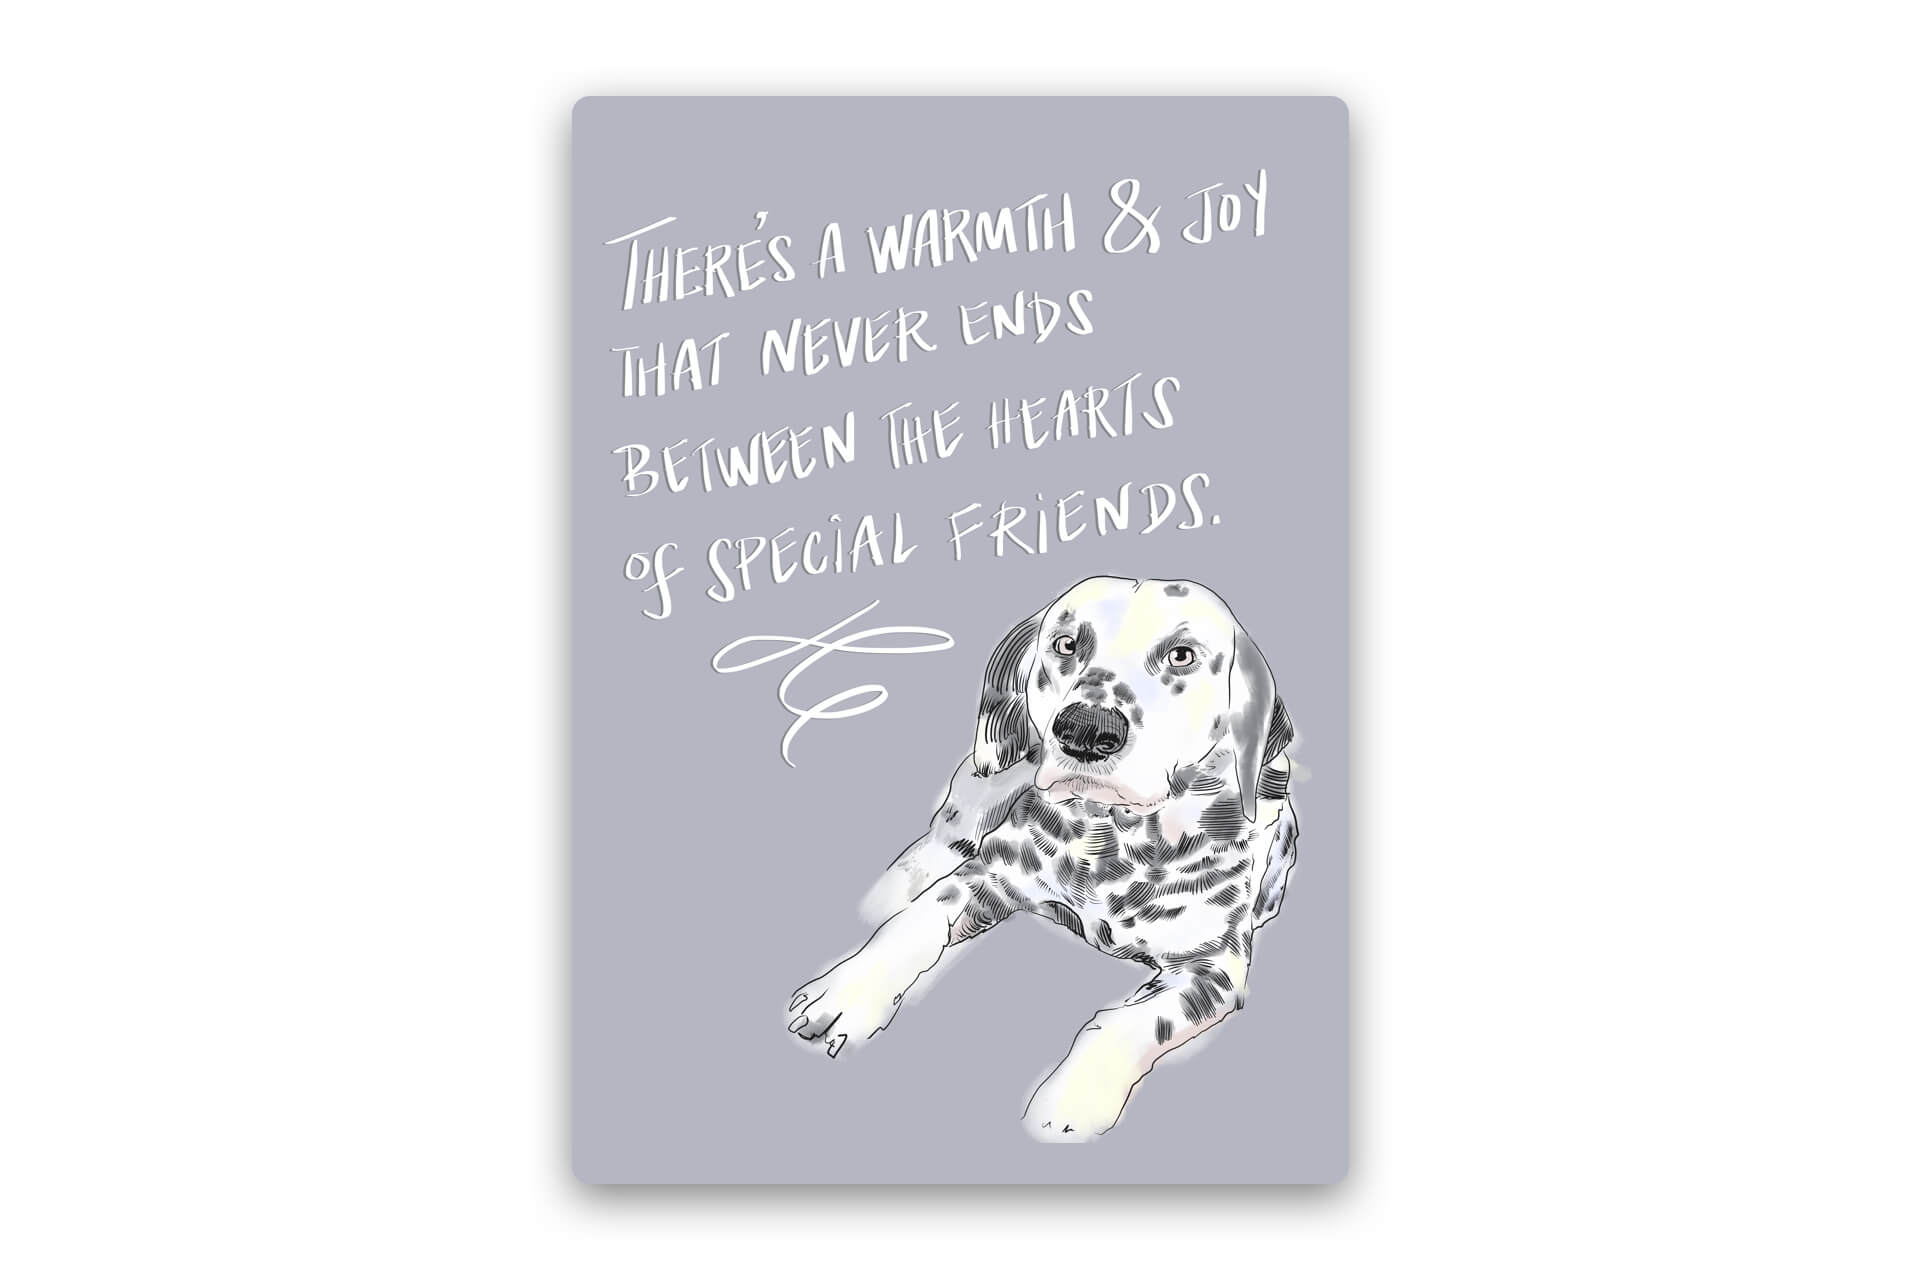 THERE'S A WARMTH & JOY
THAT NEVER ENDS
BETWEEN THE HEARTS
OF SPECIAL FRIENDS.